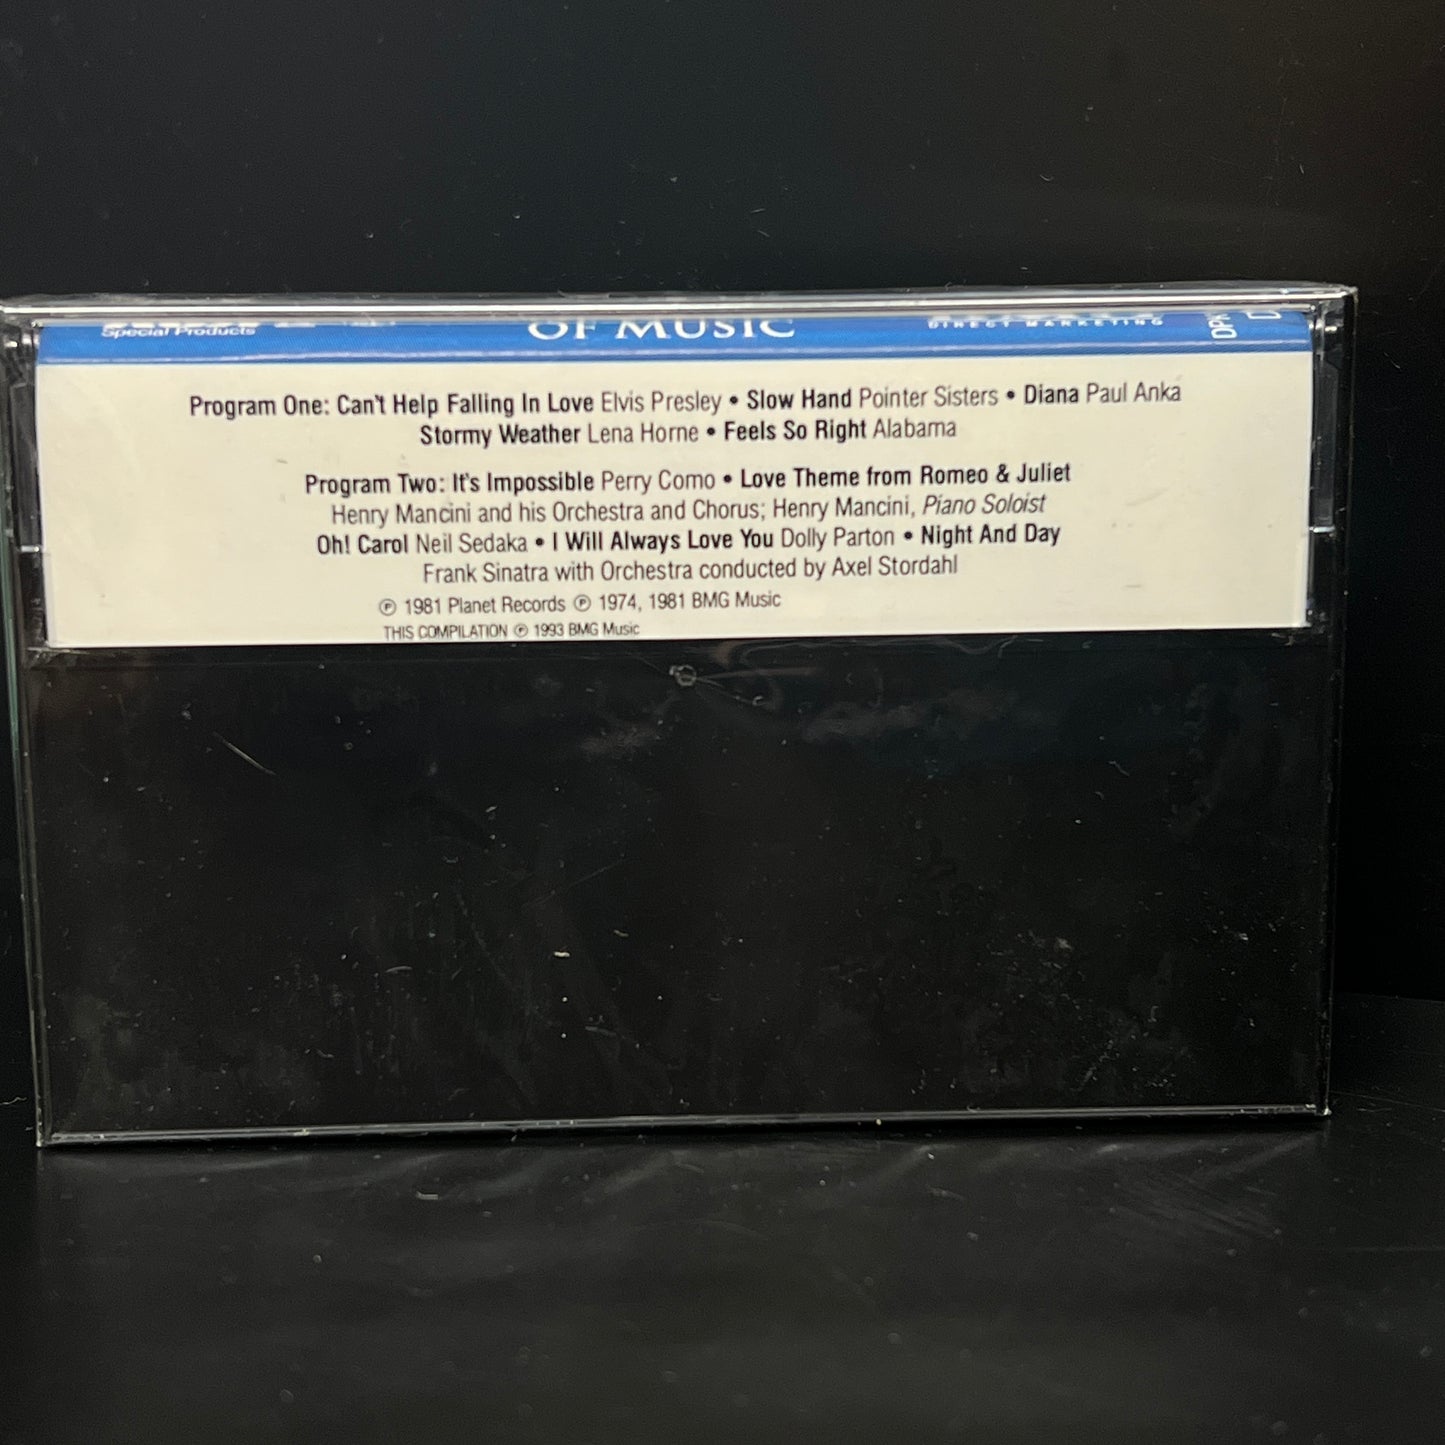 Special Products
OF MUSIC
DIRECT MARKETING
Program One: Can't Help Falling In Love Elvis Presley • Slow Hand Pointer Sisters • Diana Paul Anka
Stormy Weather Lena Horne • Feels So Right Alabama
Program Two: It's Impossible Perry Como • Love Theme from Romeo & Juliet
Henry Mancini and his Orchestra and Chorus; Henry Mancini, Piano Soloist
Oh! Carol Neil Sedaka • I Will Always Love You Dolly Parton • Night And Day
Frank Sinatra with Orchestra conducted by Axel Stordahl
℗ 1981 Planet Records ℗ 1974, 1981 BMG Music
THIS COMPILATION ℗ 1993 BMG Music